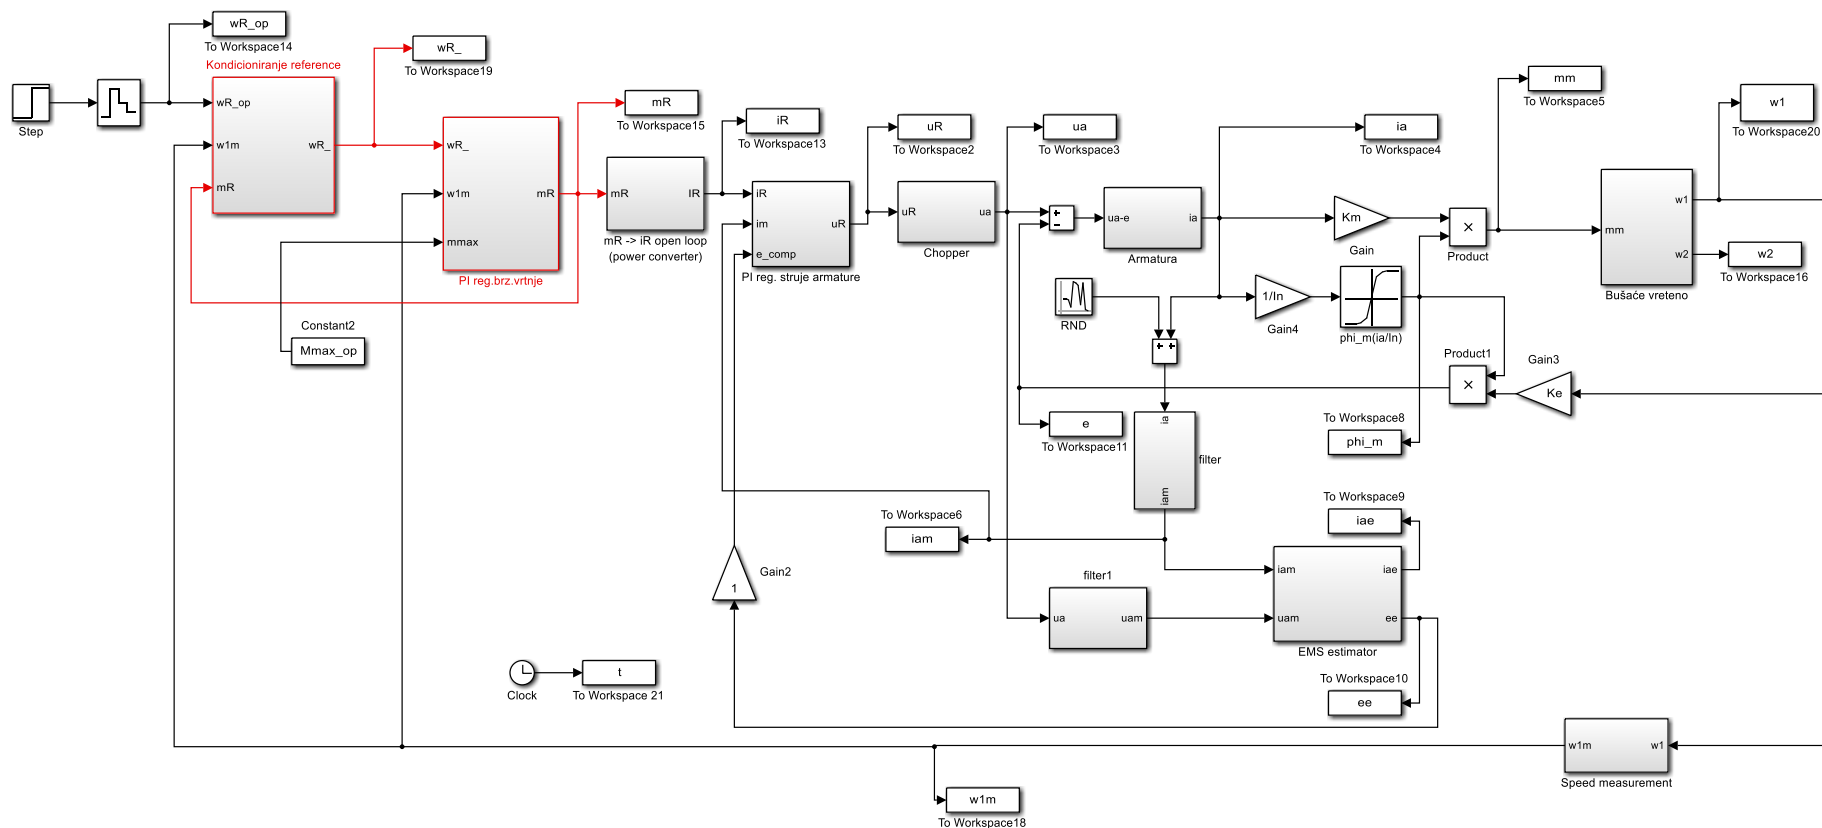 wR_op
To Workspace14
Kondicioniranje reference
wR_op
w1m
mR
wR_
Step
wR_
To Workspace19
wR_
w1m
mmax
mR
PI reg.brz.vrtnje
mR
To Workspace15
Constant2
Mmax_op
mR
IR
mR -> iR open loop
(power converter)
iR
To Workspace13
iR
im
e_comp
uR
PI reg. struje armature
uR
To Workspace2
uR
ua
Chopper
ua
To Workspace3
+
−
ua-e
ia
Armatura
ia
To Workspace4
Km
Gain
×
Product
mm
To Workspace5
mm
w1
w2
Bušaće vreteno
w1
To Workspace20
w2
To Workspace16
RND
+ +
1/In
Gain4
phi_m(ia/In)
Product1
×
Gain3
Ke
To Workspace8
phi_m
e
To Workspace11
ia
iam
filter
To Workspace6
iam
To Workspace9
iae
Gain2
1
filter1
ua
uam
iam
uam
iae
ee
EMS estimator
To Workspace10
ee
Clock
t
To Workspace 21
w1m
w1
Speed measurement
w1m
To Workspace18